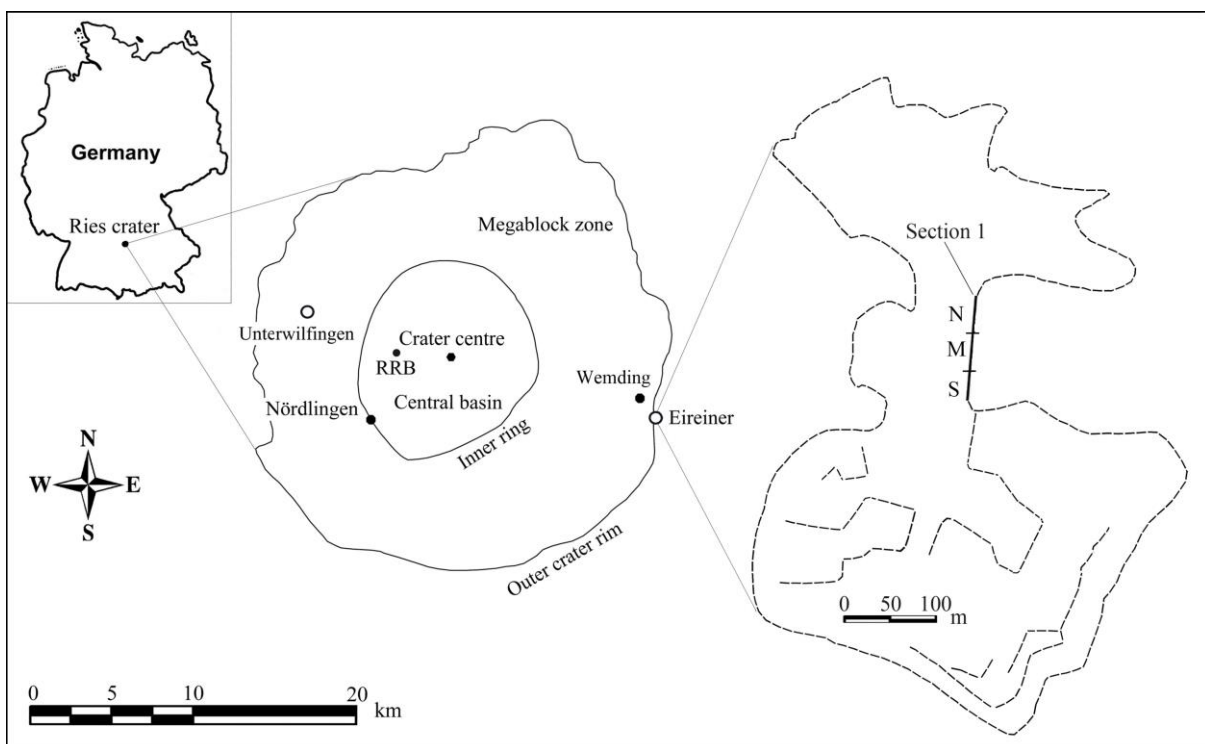 Germany
Ries crater
Megablock zone
Unterwilfingen
Crater centre
RRB
Wemding
Nördlingen
Central basin
Eireiner
Inner ring
Outer crater rim
N
W E
S
0 5 10 20
km
Section 1
N
M
S
0 50 100
m